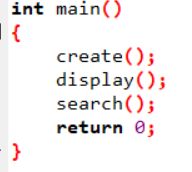 int main()
{
create();
display();
search();
return 0;
}